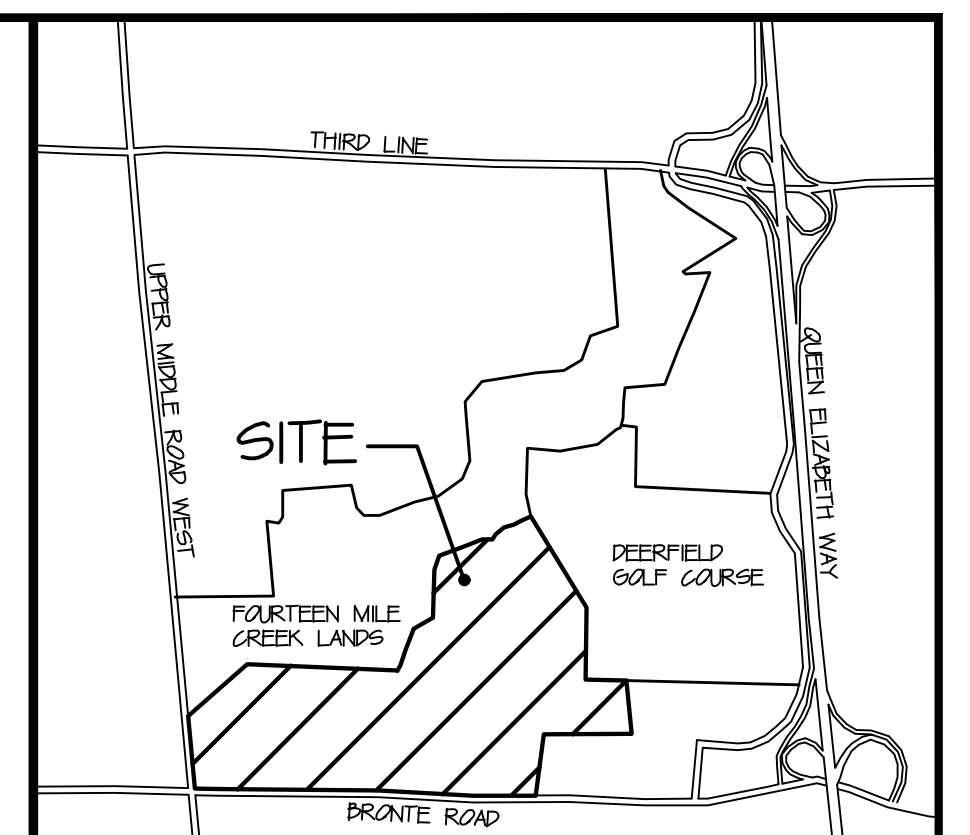 THIRD LINE
UPPER MIDDLE ROAD WEST
QUEEN ELIZABETH WAY
SITE
DEERFIELD
GOLF COURSE
FOURTEEN MILE
CREEK LANDS
BRONTE ROAD